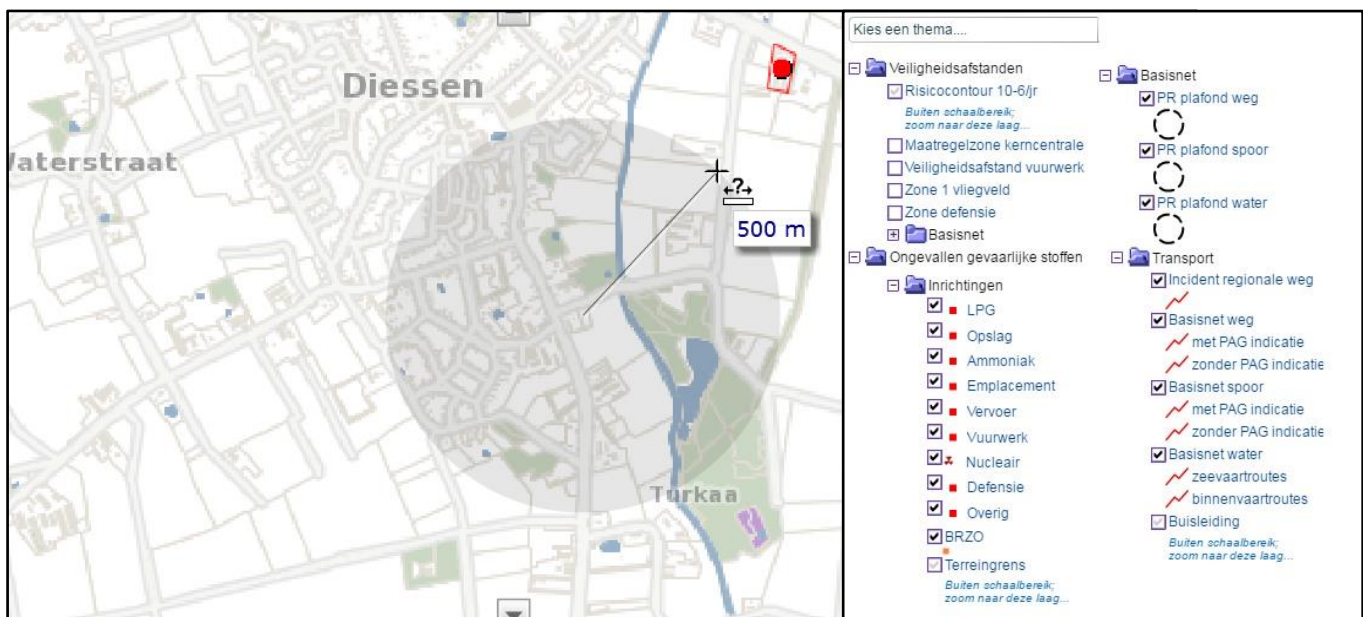 Diessen
Waterstraat
?
500 m
Turkaa
Kies een thema....
Veiligheidsafstanden
Risicocontour 10-6/jr
Buiten schaalbereik;
zoom naar deze laag...
Maatregelzone kerncentrale
Veiligheidsafstand vuurwerk
Zone 1 vliegveld
Zone defensie
Basisnet
Ongevallen gevaarlijke stoffen
Inrichtingen
LPG
Opslag
Ammoniak
Emplacement
Vervoer
Vuurwerk
Nucleair
Defensie
Overig
BRZO
Terreingrens
Buiten schaalbereik;
zoom naar deze laag...
Basisnet
PR plafond weg
PR plafond spoor
PR plafond water
Transport
Incident regionale weg
Basisnet weg
met PAG indicatie
zonder PAG indicatie
Basisnet spoor
met PAG indicatie
zonder PAG indicatie
Basisnet water
zeevaartroutes
binnenvaartroutes
Buisleiding
Buiten schaalbereik;
zoom naar deze laag...